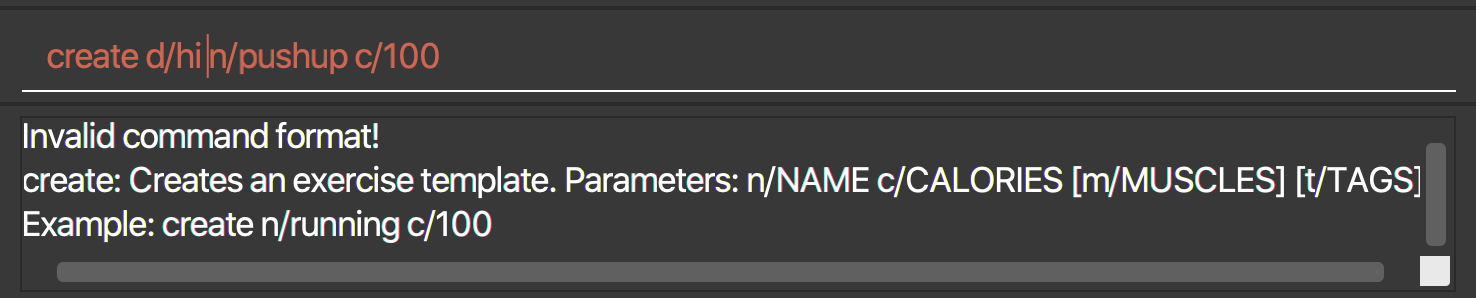 create d/hi n/pushup c/100
Invalid command format!
create: Creates an exercise template. Parameters: n/NAME c/CALORIES [m/MUSCLES] [t/TAGS]
Example: create n/running c/100